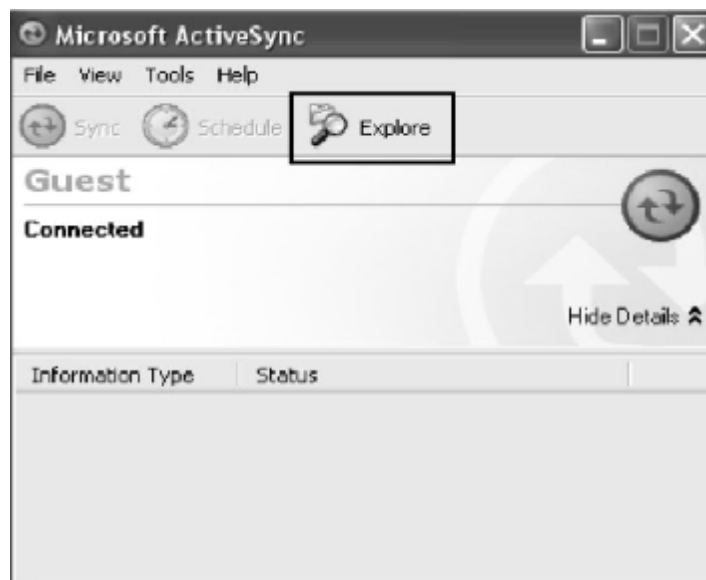 Microsoft ActiveSync
File View Tools Help
Sync Schedule Explore
Guest
Connected
Hide Details
Information Type Status